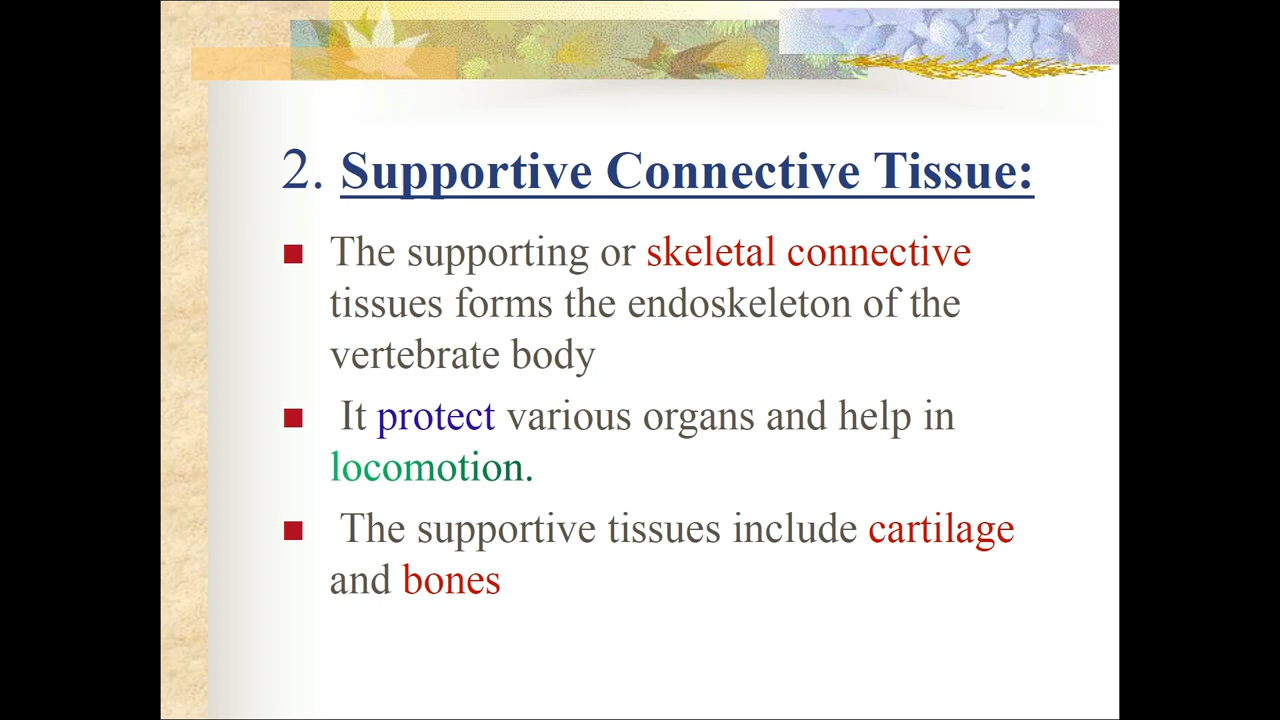 2. Supportive Connective Tissue:
■ The supporting or skeletal connective
tissues forms the endoskeleton of the
vertebrate body
■ It protect various organs and help in
locomotion.
■ The supportive tissues include cartilage
and bones